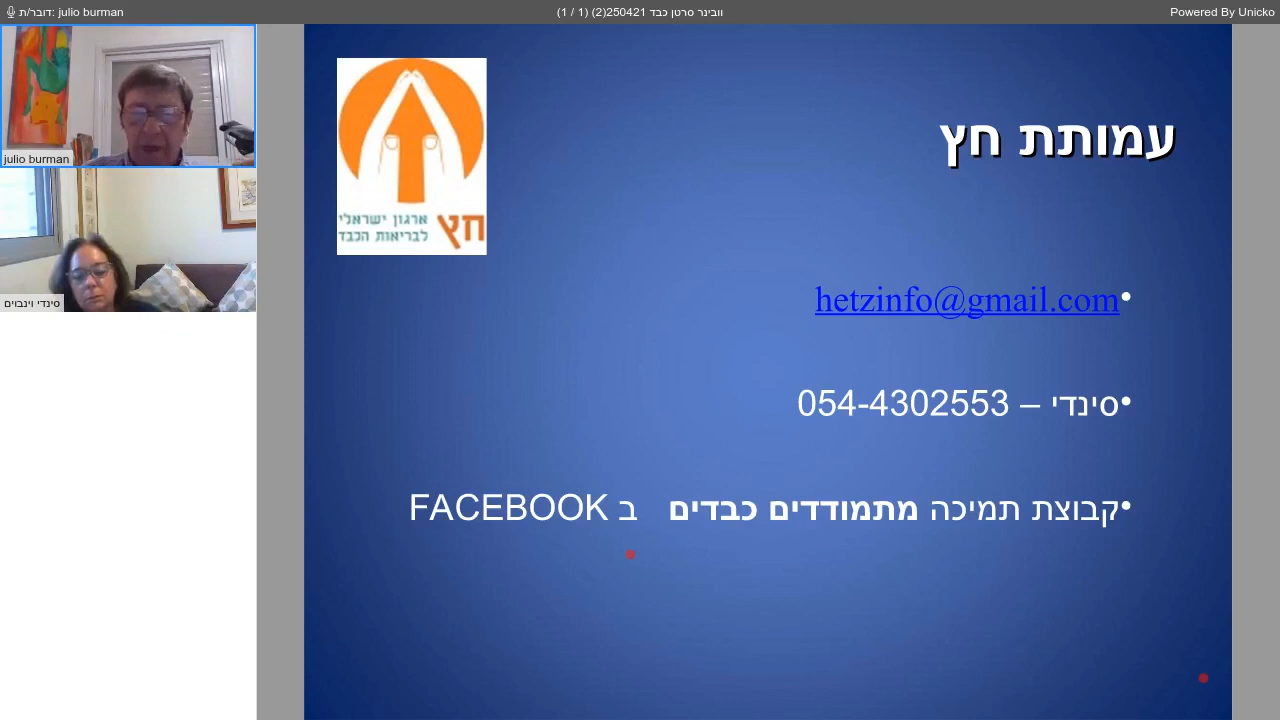 דובר/ת: julio burman
וובינר סרטן כבד 250421(2) (1 / 1)
Powered By Unicko
julio burman
סינדי וינבוים
חץ ארגון ישראלי
לבריאות הכבד
עמותת חץ
•hetzinfo@gmail.com
•סינדי – 054-4302553
•קבוצת תמיכה מתמודדים כבדים ב FACEBOOK